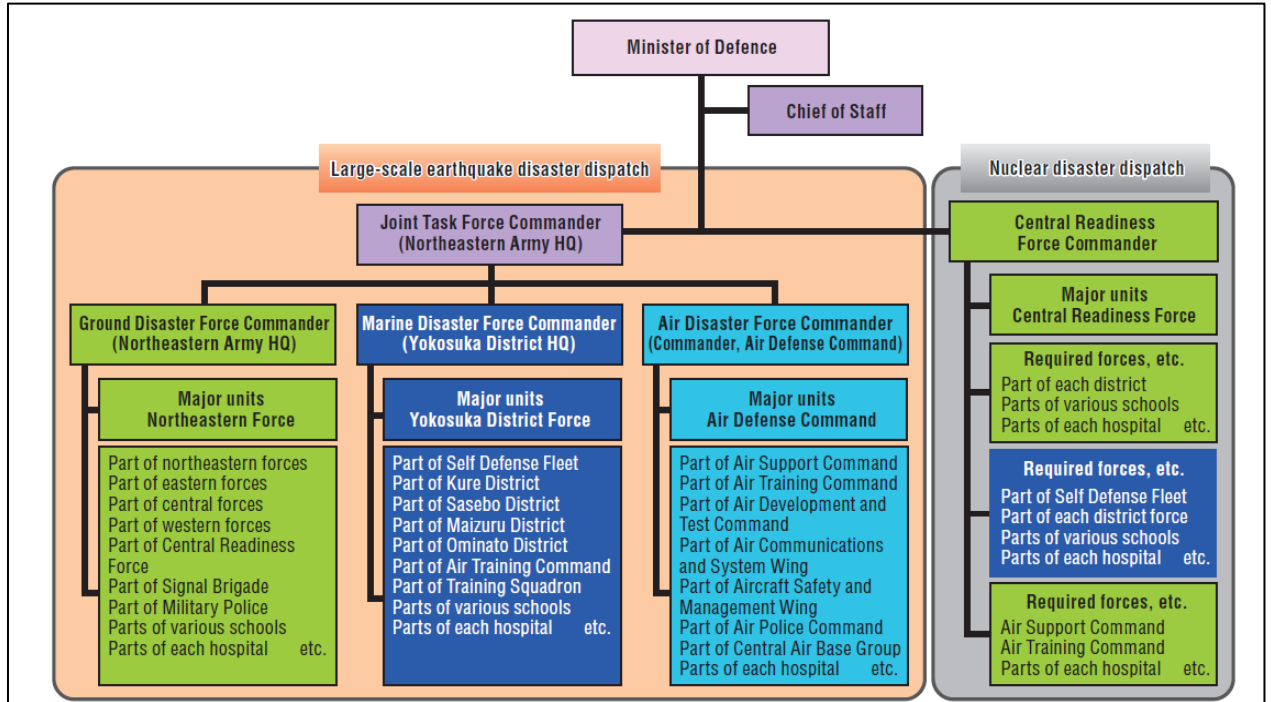 Minister of Defence
Chief of Staff
Large-scale earthquake disaster dispatch
Joint Task Force Commander
(Northeastern Army HQ)
Ground Disaster Force Commander
(Northeastern Army HQ)
Major units
Northeastern Force
Part of northeastern forces
Part of eastern forces
Part of central forces
Part of western forces
Part of Central Readiness
Force
Part of Signal Brigade
Part of Military Police
Parts of various schools
Parts of each hospital etc.
Marine Disaster Force Commander
(Yokosuka District HQ)
Major units
Yokosuka District Force
Part of Self Defense Fleet
Part of Kure District
Part of Sasebo District
Part of Maizuru District
Part of Ominato District
Part of Air Training Command
Part of Training Squadron
Parts of various schools
Parts of each hospital etc.
Air Disaster Force Commander
(Commander, Air Defense Command)
Major units
Air Defense Command
Part of Air Support Command
Part of Air Training Command
Part of Air Development and
Test Command
Part of Air Communications
and System Wing
Part of Aircraft Safety and
Management Wing
Part of Air Police Command
Part of Central Air Base Group
Parts of each hospital etc.
Nuclear disaster dispatch
Central Readiness
Force Commander
Major units
Central Readiness Force
Required forces, etc.
Part of each district
Parts of various schools
Parts of each hospital etc.
Required forces, etc.
Part of Self Defense Fleet
Part of each district force
Parts of various schools
Parts of each hospital etc.
Required forces, etc.
Air Support Command
Air Training Command
Parts of each hospital etc.